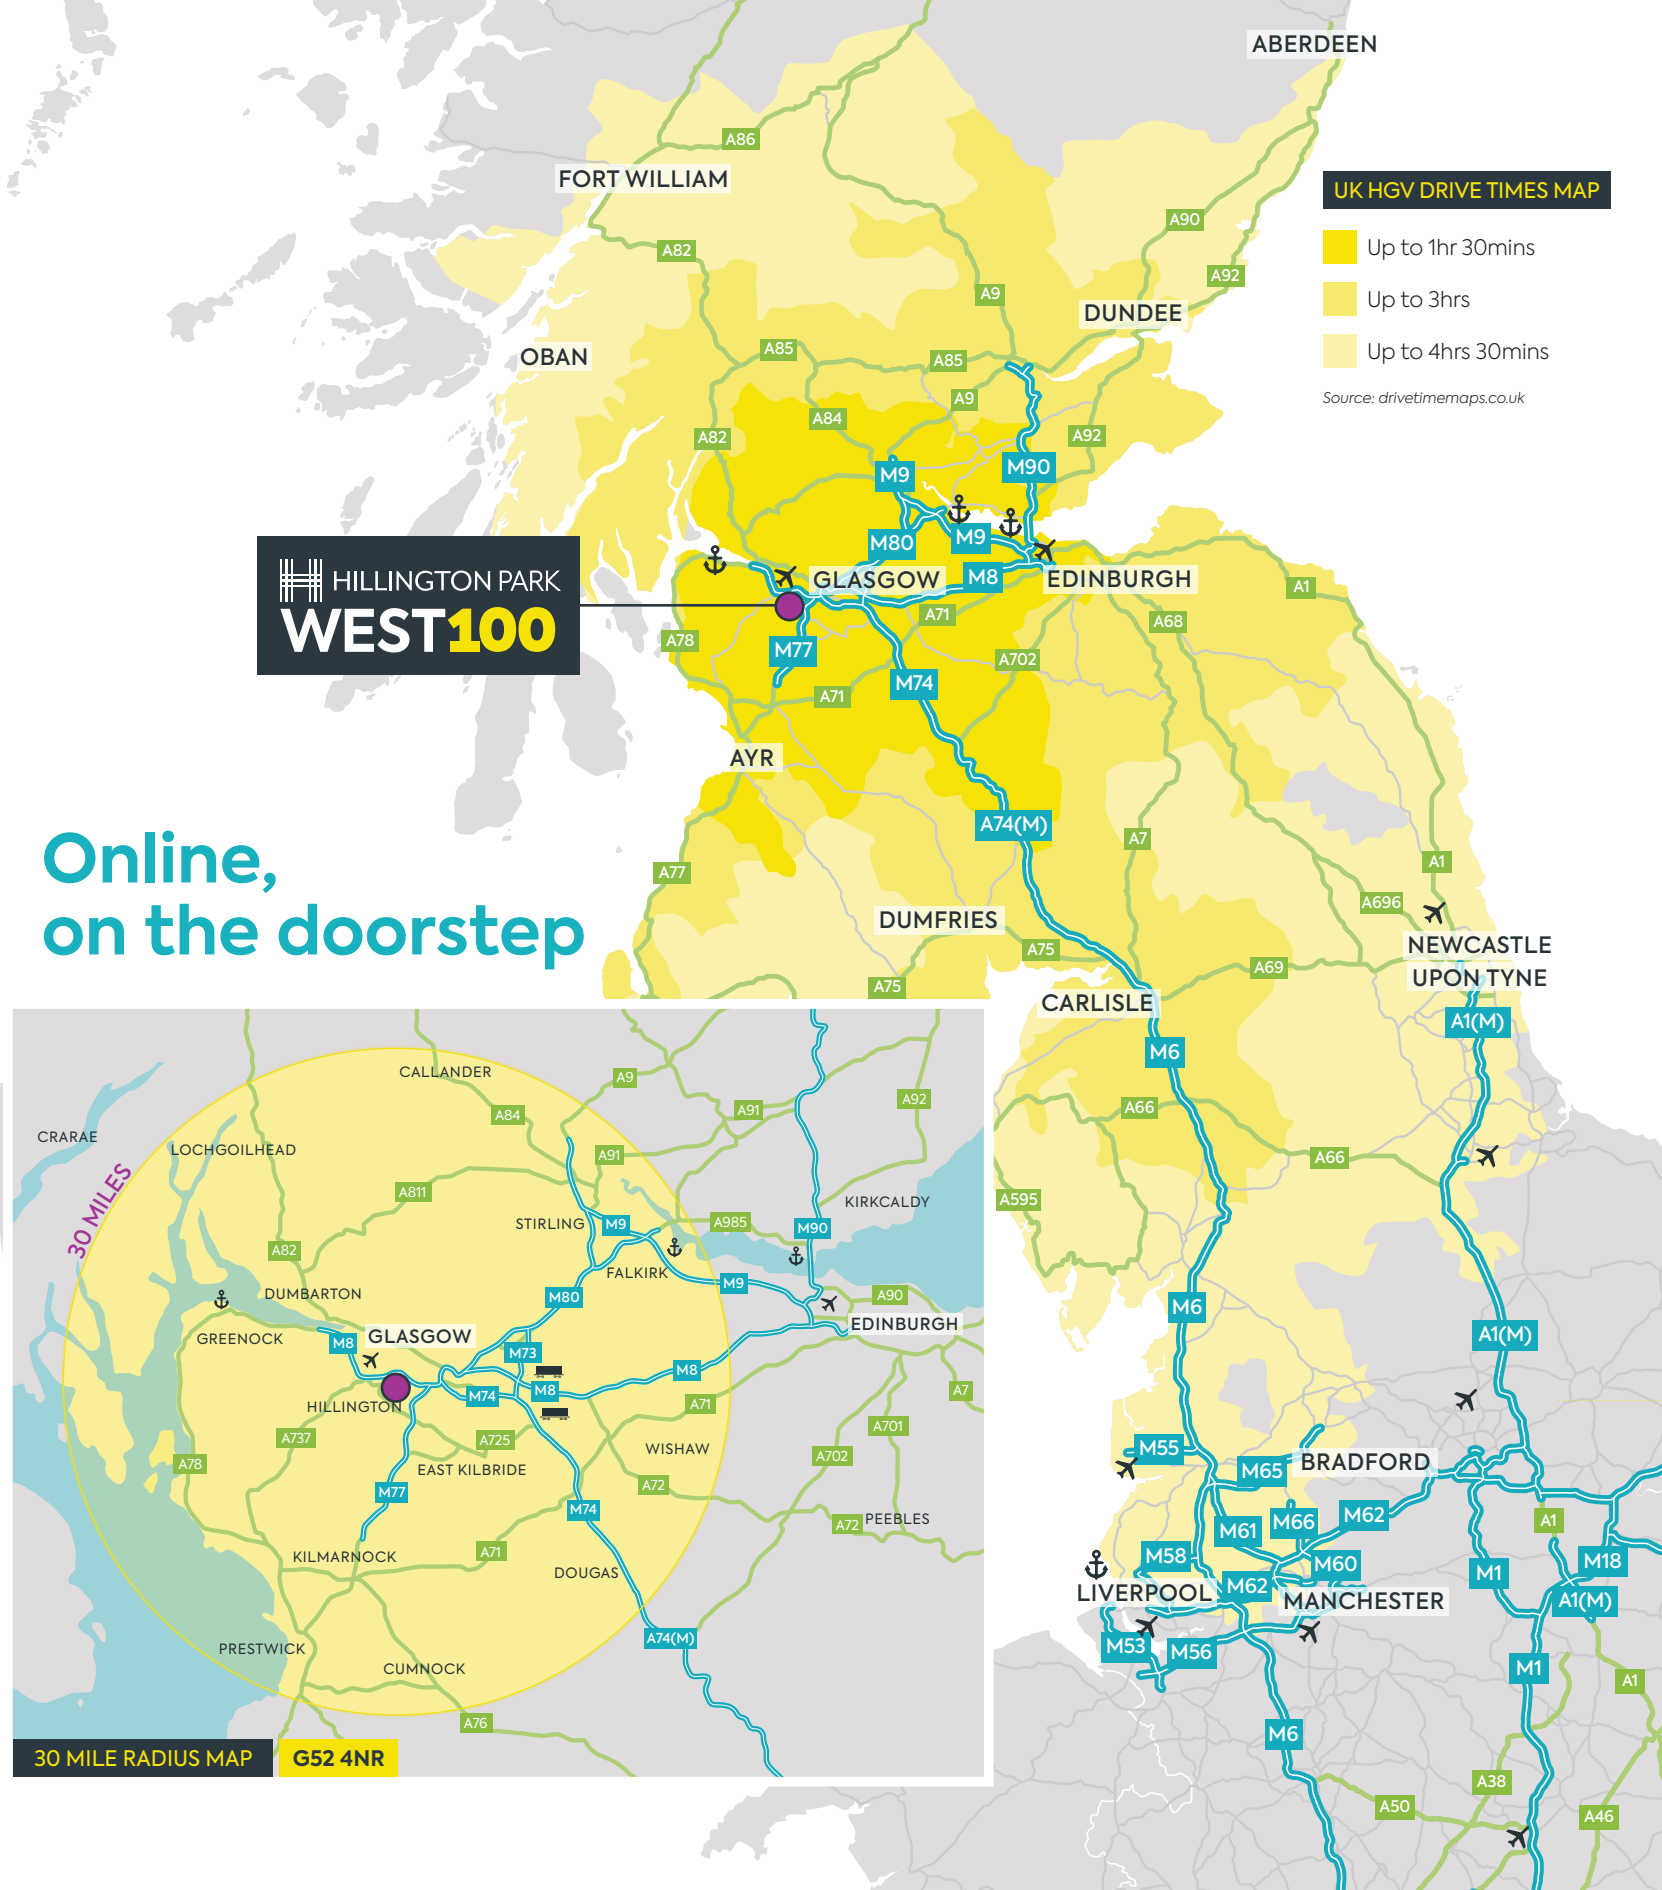 ABERDEEN
A86
FORT WILLIAM
UK HGV DRIVE TIMES MAP
A90
Up to 1hr 30mins
A82
A92
A9
Up to 3hrs
DUNDEE
A85
Up to 4hrs 30mins
OBAN
A85
A9
Source: drivetimemaps.co.uk
A84
A82
A92
M9
M90
M80
M9
HILLINGTON PARK
WEST100
GLASGOW
M8
EDINBURGH
A1
A71
A68
A78
M77
A702
M74
A71
AYR
A74(M)
A7
Online,
on the doorstep
A77
A1
A696
DUMFRIES
A75
NEWCASTLE
UPON TYNE
A69
A75
CARLISLE
A1(M)
M6
A66
A66
A595
M6
A1(M)
M55
M65
BRADFORD
M61
M66
M62
A1
M58
M60
M18
M1
LIVERPOOL
M62
MANCHESTER
A1(M)
M53
M56
M1
A1
M6
A38
A50
A46
CALLANDER
A9
A84
A91
A92
CRARAE
LOCHGOILHEAD
A91
30 MILES
A811
KIRKCALDY
STIRLING
M9
A985
M90
A82
FALKIRK
M9
DUMBARTON
M80
A90
GREENOCK
M8
GLASGOW
EDINBURGH
M73
M8
M74
M8
A7
HILLINGTON
A71
A737
A725
A701
WISHAW
A702
A78
EAST KILBRIDE
A72
M77
M74
A72
PEEBLES
KILMARNOCK
A71
DOUGAS
PRESTWICK
A74(M)
CUMNOCK
A76
30 MILE RADIUS MAP
G52 4NR